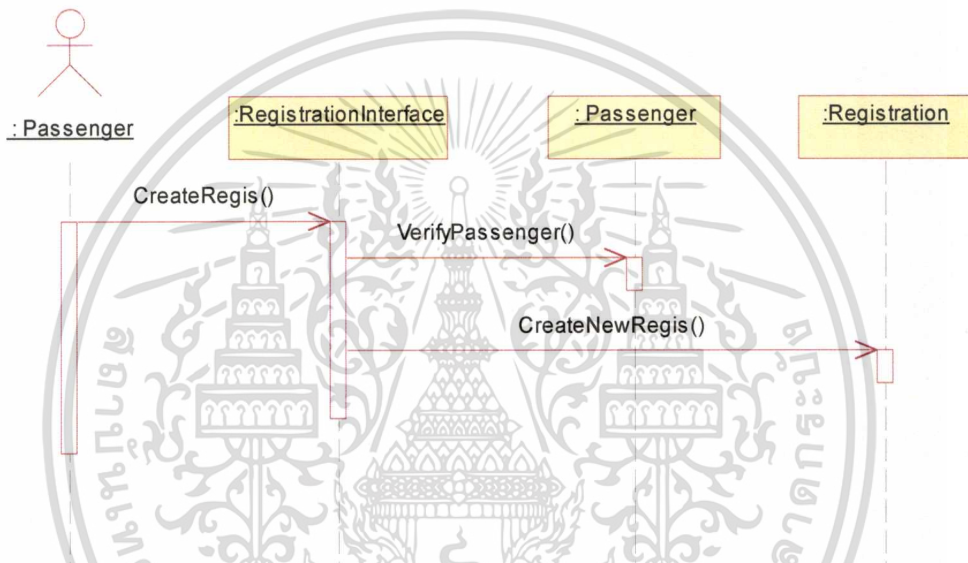 : Passenger
:RegistrationInterface
: Passenger
:Registration
CreateRegis()
VerifyPassenger()
CreateNewRegis()